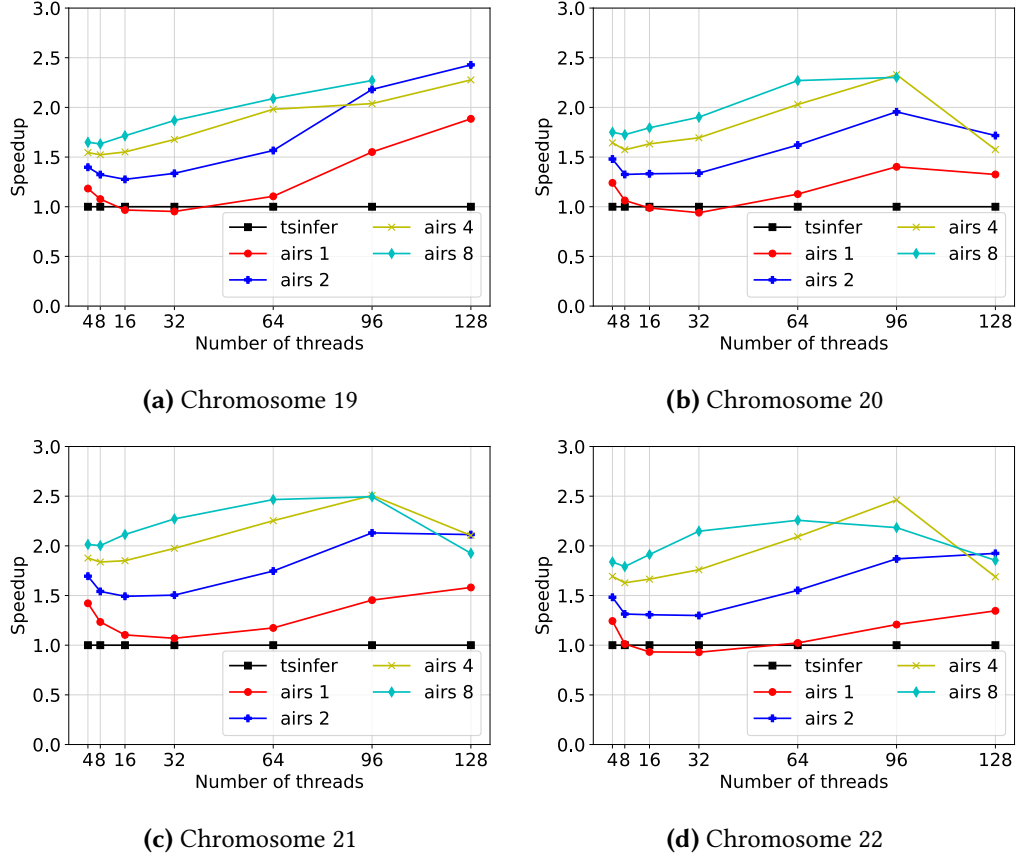 3.0
2.5
2.0
1.5
1.0
0.5
0.0
Speedup
tsinfer
airs 1
airs 2
airs 4
airs 8
4 8 16 32 64 96 128
Number of threads
(a) Chromosome 19
3.0
2.5
2.0
1.5
1.0
0.5
0.0
Speedup
tsinfer
airs 1
airs 2
airs 4
airs 8
4 8 16 32 64 96 128
Number of threads
(b) Chromosome 20
3.0
2.5
2.0
1.5
1.0
0.5
0.0
Speedup
tsinfer
airs 1
airs 2
airs 4
airs 8
4 8 16 32 64 96 128
Number of threads
(c) Chromosome 21
3.0
2.5
2.0
1.5
1.0
0.5
0.0
Speedup
tsinfer
airs 1
airs 2
airs 4
airs 8
4 8 16 32 64 96 128
Number of threads
(d) Chromosome 22